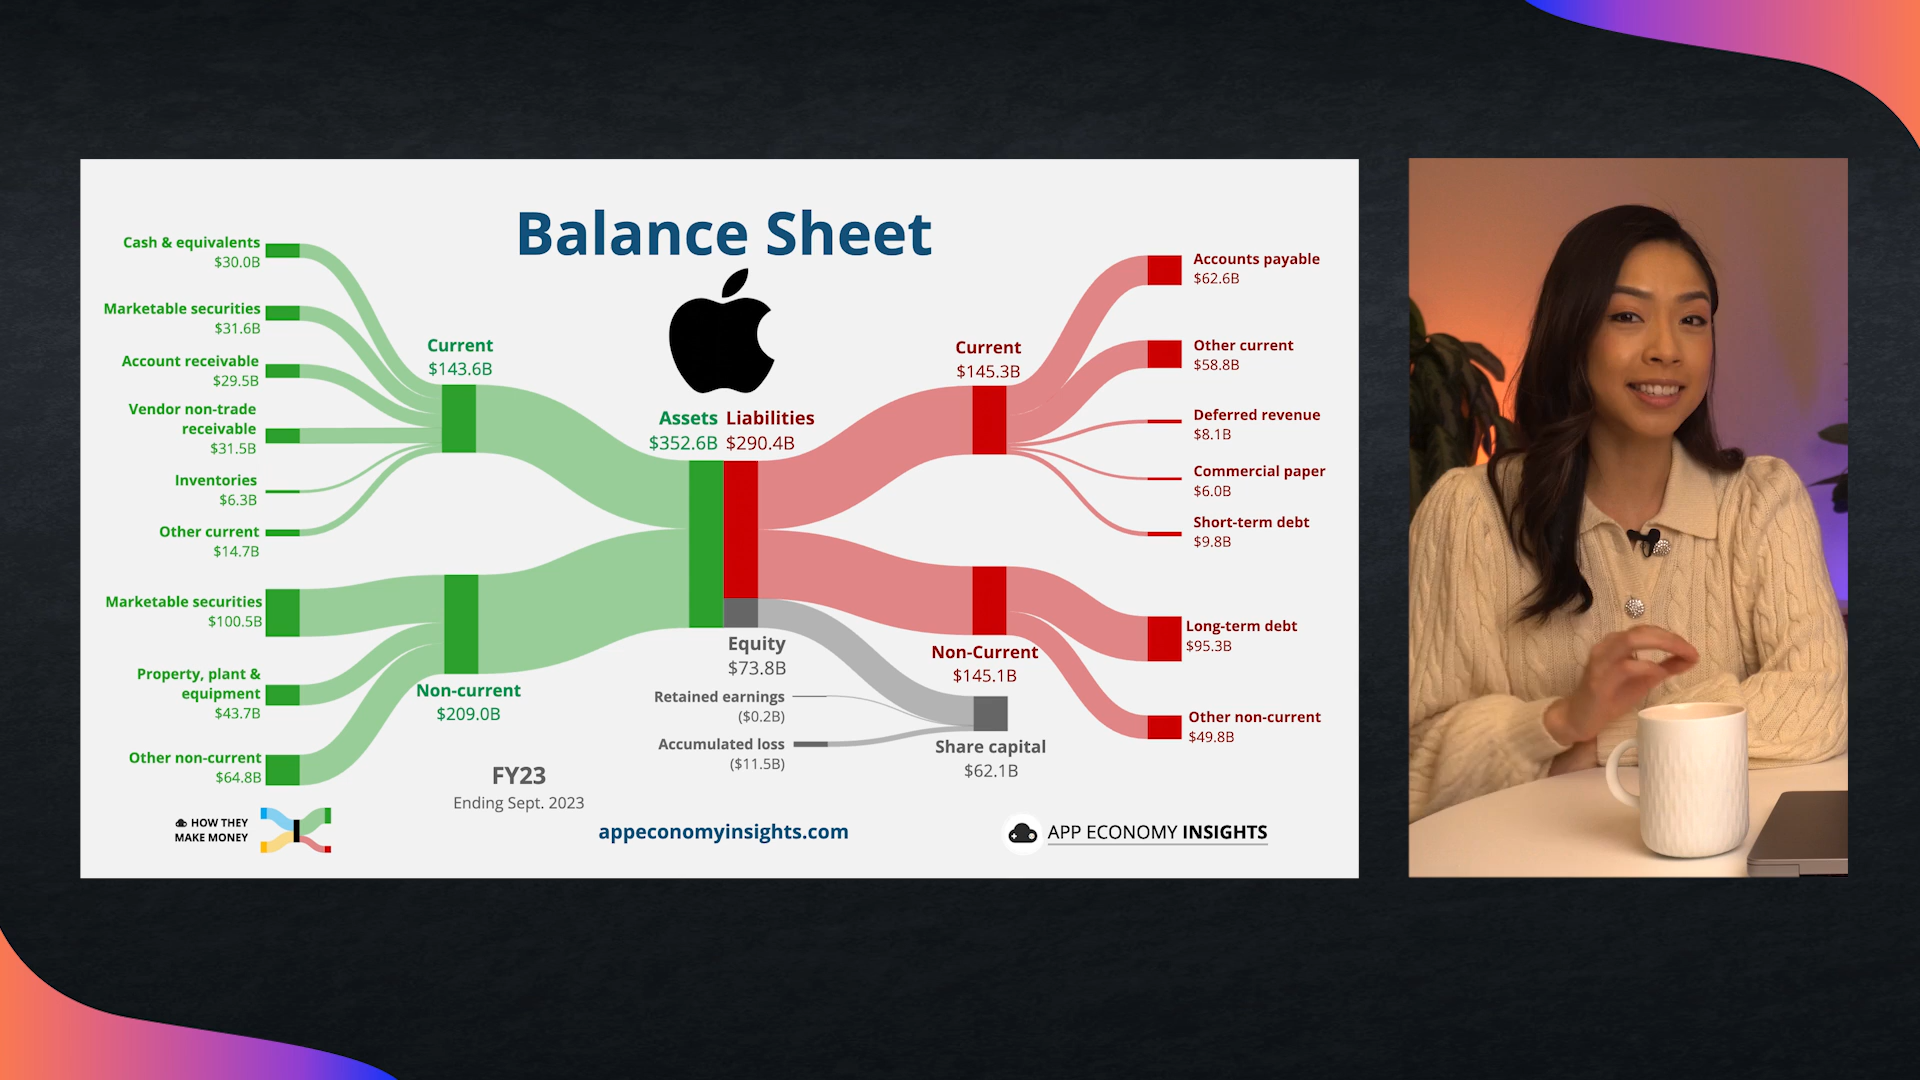 Balance Sheet
Cash & equivalents
$30.0B
Marketable securities
$31.6B
Account receivable
$29.5B
Vendor non-trade
receivable
$31.5B
Inventories
$6.3B
Other current
$14.7B
Marketable securities
$100.5B
Property, plant &
equipment
$43.7B
Other non-current
$64.8B
Current
$143.6B
Non-current
$209.0B
Assets
$352.6B
Liabilities
$290.4B
Equity
$73.8B
Retained earnings
($0.2B)
Accumulated loss
($11.5B)
Share capital
$62.1B
Current
$145.3B
Non-Current
$145.1B
Accounts payable
$62.6B
Other current
$58.8B
Deferred revenue
$8.1B
Commercial paper
$6.0B
Short-term debt
$9.8B
Long-term debt
$95.3B
Other non-current
$49.8B
FY23
Ending Sept. 2023
HOW THEY
MAKE MONEY
appeconomyinsights.com
APP ECONOMY INSIGHTS